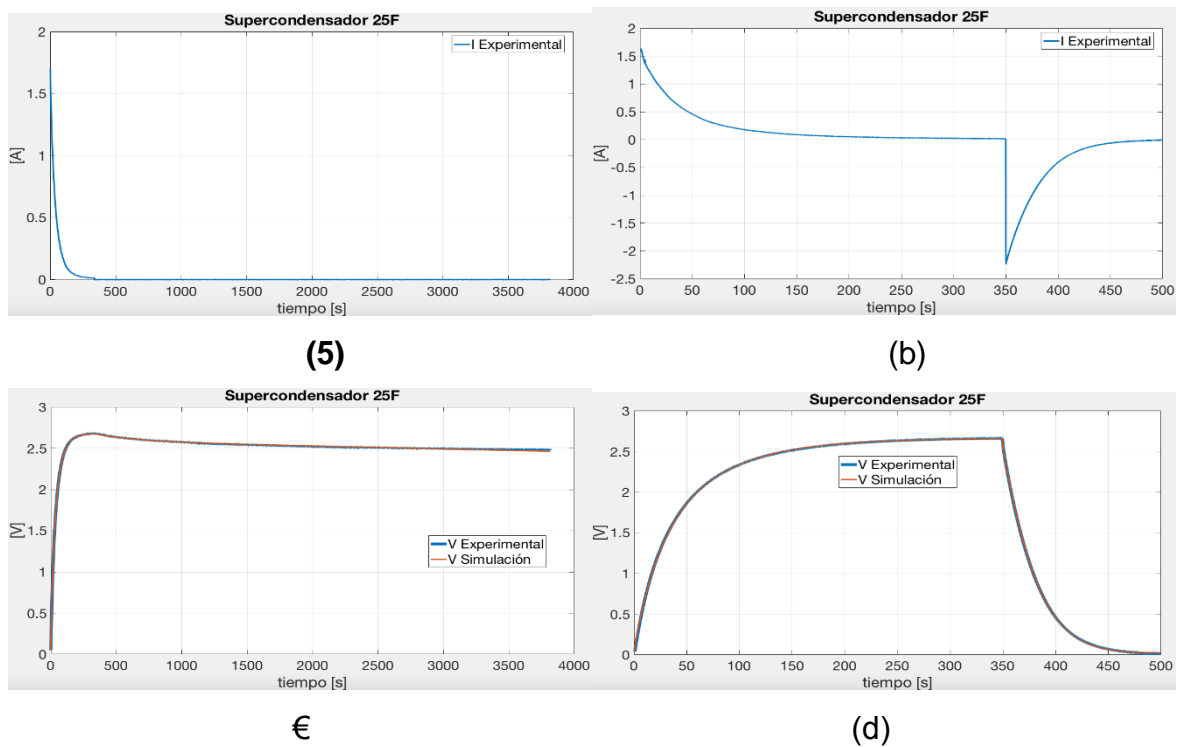 Supercondensador 25F
I Experimental
2
1.5
1
0.5
0
[A]
0 500 1000 1500 2000 2500 3000 3500 4000
tiempo [s]
(5)
Supercondensador 25F
I Experimental
2
1.5
1
0.5
0
-0.5
-1
-1.5
-2
-2.5
[A]
0 50 100 150 200 250 300 350 400 450 500
tiempo [s]
(b)
Supercondensador 25F
3
2.5
2
1.5
1
0.5
0
[V]
V Experimental
V Simulación
0 500 1000 1500 2000 2500 3000 3500 4000
tiempo [s]
€
Supercondensador 25F
3
2.5
2
1.5
1
0.5
0
[V]
V Experimental
V Simulación
0 50 100 150 200 250 300 350 400 450 500
tiempo [s]
(d)